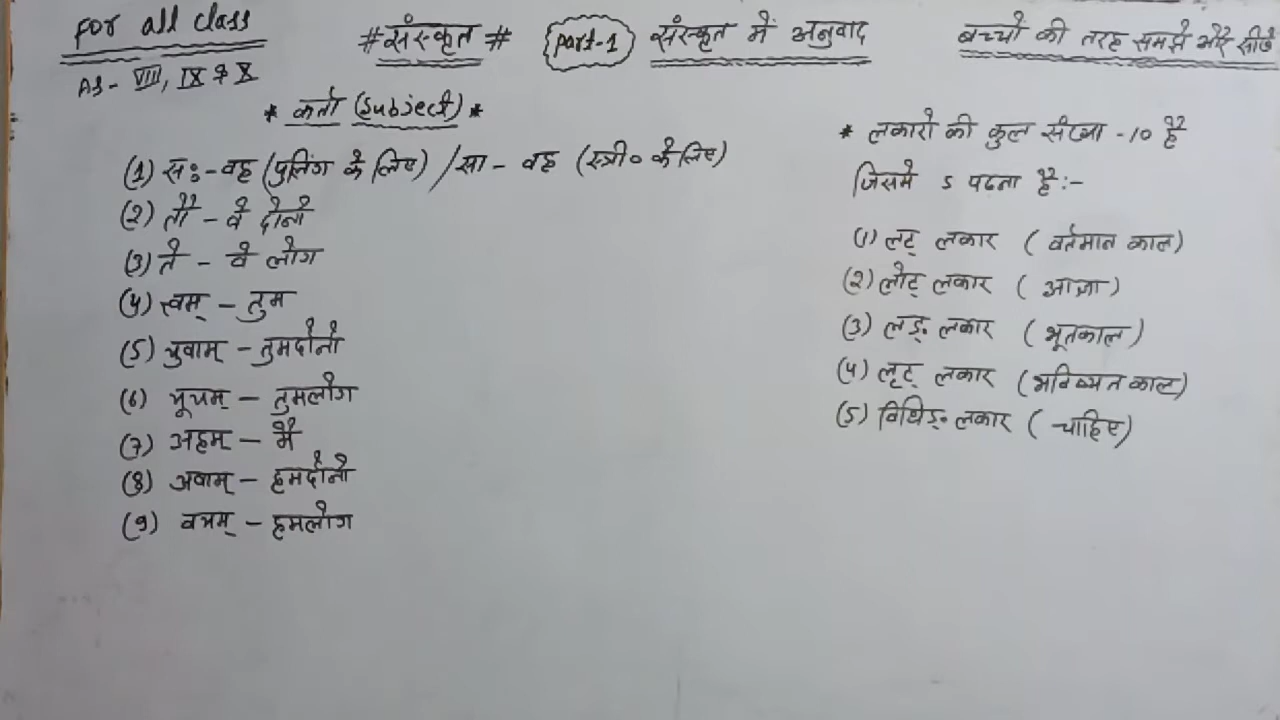 For all class
As - VIII, IX & X
#संस्कृत #
Part-1
संस्कृत में अनुवाद
बच्चों की तरह समझे और सीखे
* कर्ता (Subject) *
(1) सः - वह (पुलिंग के लिए) / सा - वह (स्त्री० के लिए)
(2) तौ - वे दोनो
(3) ते - वे लोग
(4) त्वम् - तुम
(5) युवाम् - तुमदोनो
(6) यूयम् - तुमलोग
(7) अहम् - मै
(8) अवाम् - हमदोनो
(9) वयम् - हमलोग
* लकारो की कुल संख्या - 10 है
जिसमे 5 पढना है :-
(1) लट् लकार ( वर्तमान काल)
(2) लोट् लकार ( आज्ञा )
(3) लङ् लकार ( भूतकाल )
(4) लृट् लकार ( भविष्यत काल)
(5) विधिङ् लकार ( चाहिए)